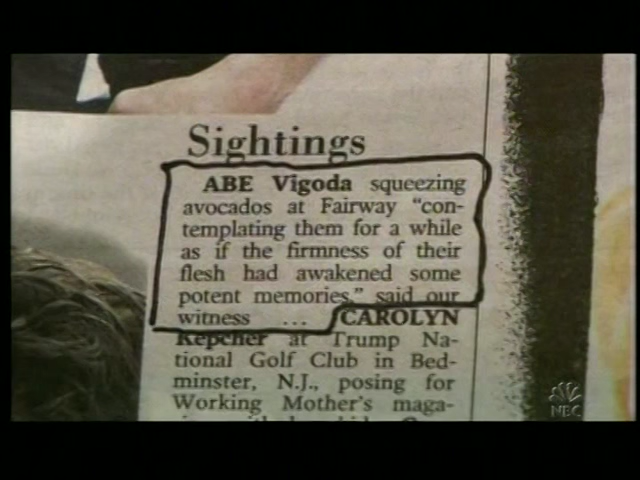 Sightings
ABE Vigoda squeezing
avocados at Fairway "con-
templating them for a while
as if the firmness of their
flesh had awakened some
potent memories," said our
witness ... CAROLYN
Kepcher at Trump Na-
tional Golf Club in Bed-
minster, N.J., posing for
Working Mother's maga-
NBC